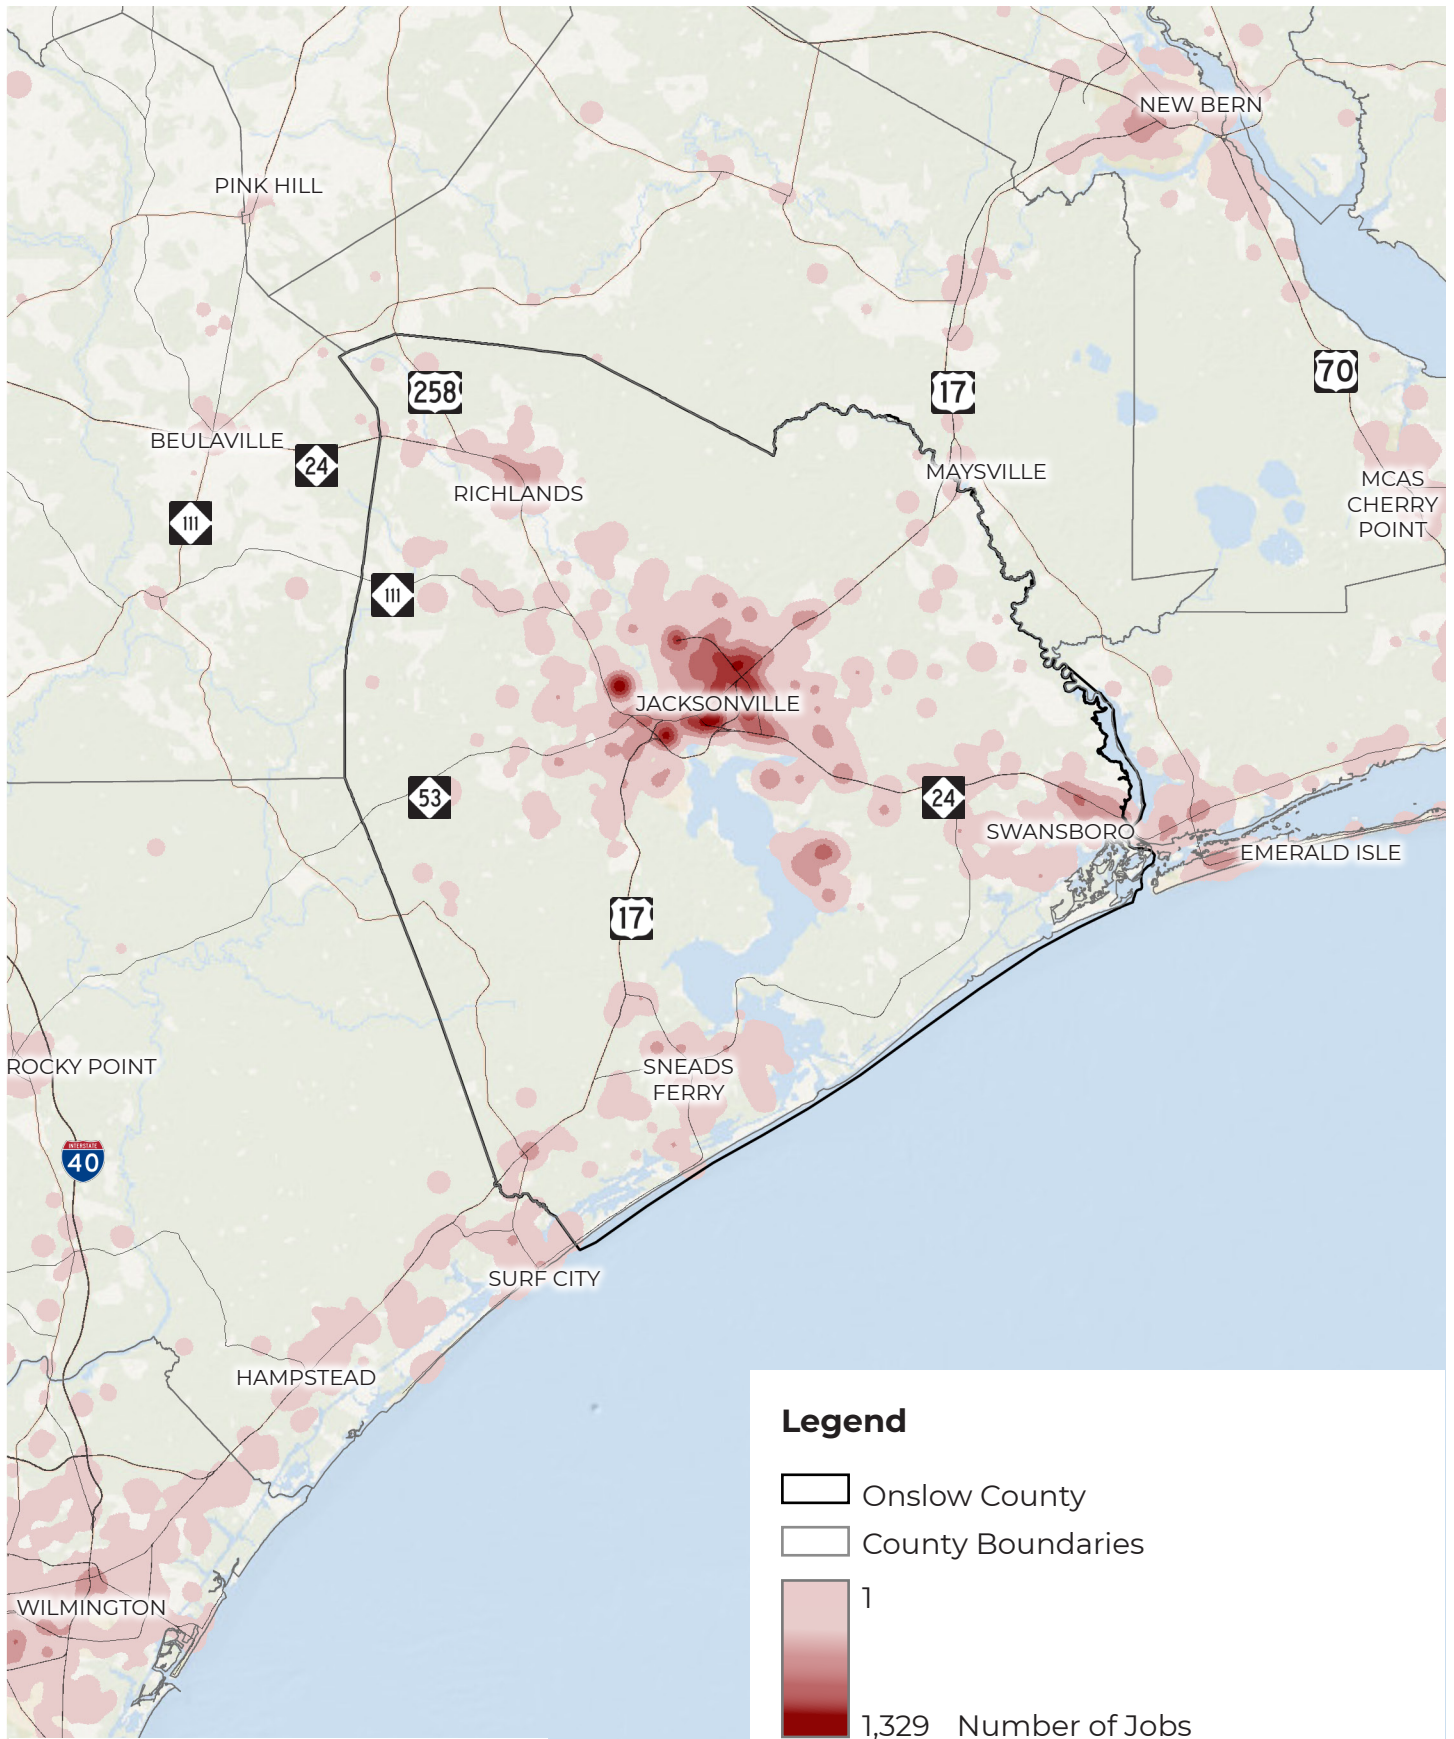 NEW BERN
PINK HILL
258
17
70
BEULAVILLE
24
RICHLANDS
MAYSVILLE
MCAS
CHERRY
POINT
111
111
JACKSONVILLE
53
24
SWANSBORO
EMERALD ISLE
17
ROCKY POINT
SNEADS
FERRY
INTERSTATE
40
SURF CITY
HAMPSTEAD
WILMINGTON
Legend
Onslow County
County Boundaries
1
1,329 Number of Jobs